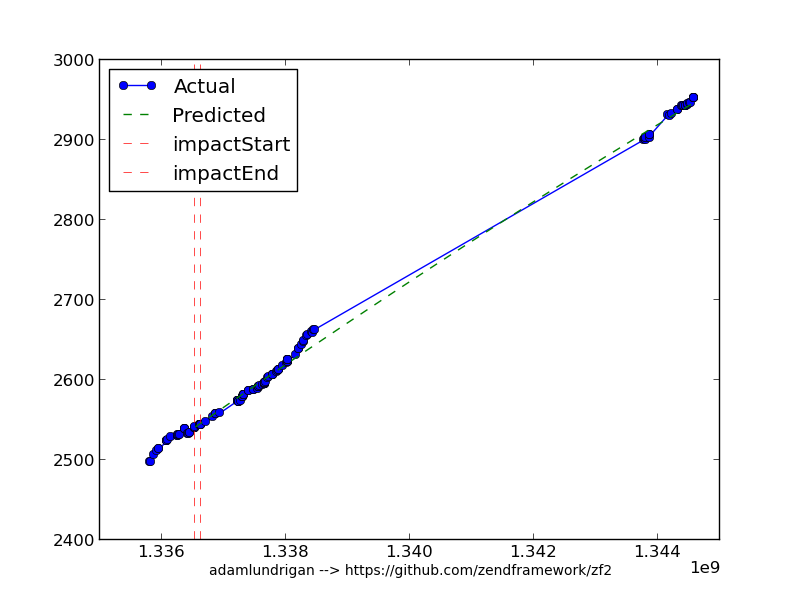 3000
2900
2800
2700
2600
2500
2400
Actual
Predicted
impactStart
impactEnd
1.336 1.338 1.340 1.342 1.344
1e9
adamlundrigan --> https://github.com/zendframework/zf2